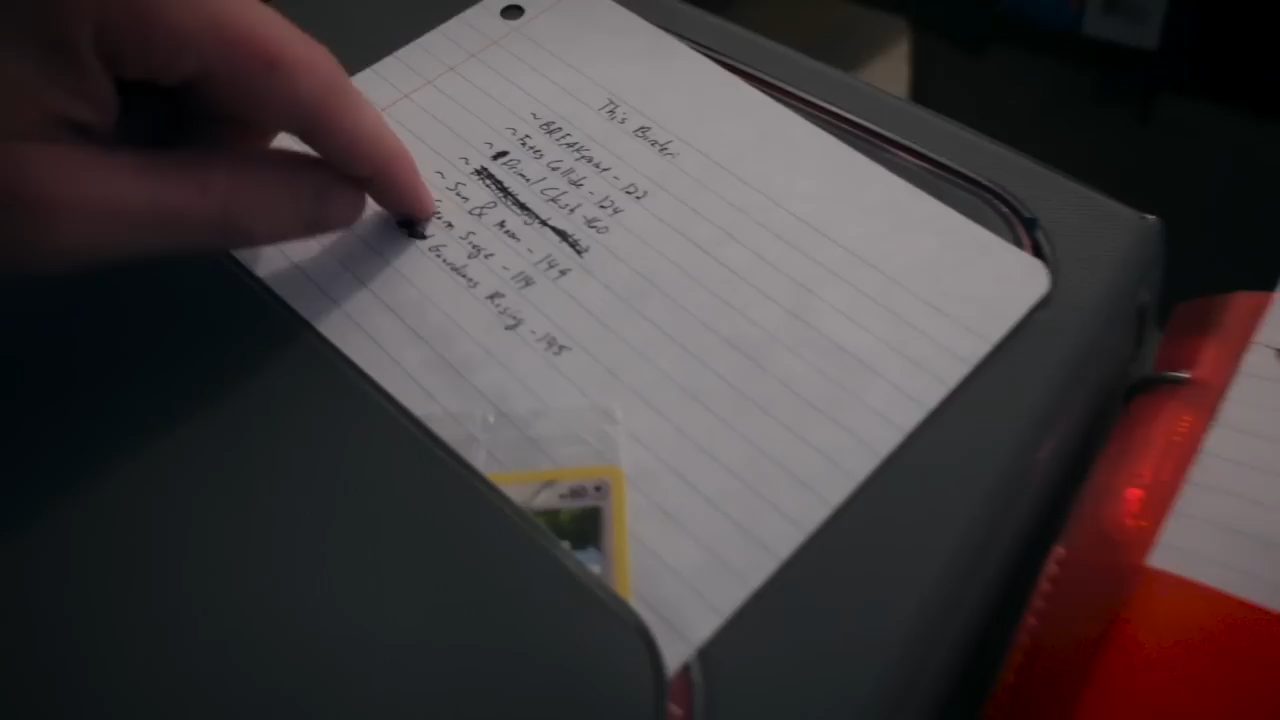 This Binder:
~BREAKpoint - 122
~Fates Collide - 124
~Primal Clash - 160
~
~Sun & Moon - 149
Steam Siege - 114
Guardians Rising - 145